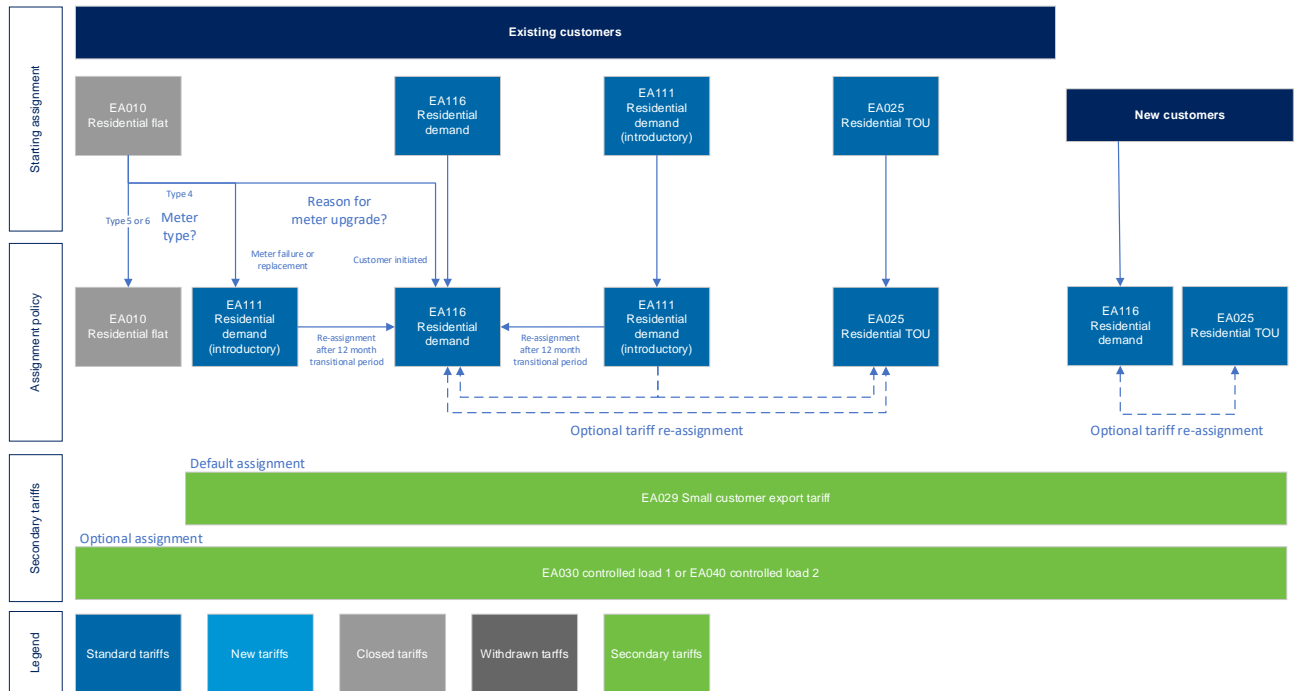 Starting assignment
Existing customers
EA010
Residential flat
EA116
Residential
demand
EA111
Residential
demand
(introductory)
EA025
Residential TOU
New customers
Type 4
Type 5 or 6
Meter
type?
Reason for
meter upgrade?
Meter failure or
replacement
Customer initiated
Assignment policy
EA010
Residential flat
EA111
Residential
demand
(introductory)
Re-assignment
after 12 month
transitional period
EA116
Residential
demand
Re-assignment
after 12 month
transitional period
EA111
Residential
demand
(introductory)
EA025
Residential TOU
EA116
Residential
demand
EA025
Residential TOU
Optional tariff re-assignment
Optional tariff re-assignment
Secondary tariffs
Default assignment
EA029 Small customer export tariff
Optional assignment
EA030 controlled load 1 or EA040 controlled load 2
Legend
Standard tariffs
New tariffs
Closed tariffs
Withdrawn tarffs
Secondary tariffs